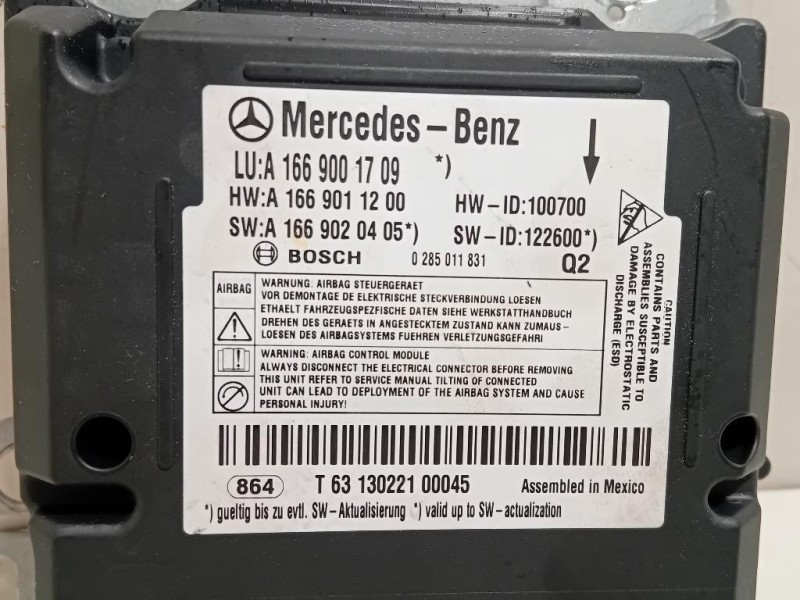 Mercedes-Benz
LU:A 166 900 17 09 *)
HW:A 166 901 12 00 HW-ID:100700
SW:A 166 902 04 05*) SW-ID:122600*)
BOSCH 0 285 011 831 Q2
ESD
CAUTION
CONTAINS PARTS AND
ASSEMBLIES SUSCEPTIBLE TO
DAMAGE BY ELECTROSTATIC
DISCHARGE (ESD)
AIRBAG
WARNUNG: AIRBAG STEUERGERAET
VOR DEMONTAGE DE ELEKTRISCHE STECKVERBINDUNG LOESEN
ETHAELT FAHRZEUGSPEZFISCHE DATEN SIEHE WERKSTATTHANDBUCH
DREHEN DES GERAETS IN ANGESTECKTEM ZUSTAND KANN ZUMAUS-
LOESEN DES AIRBAGSYSTEMS FUEHREN VERLETZUNGSGEFAHRI
WARNING: AIRBAG CONTROL MODULE
ALWAYS DISCONNECT THE ELECTRICAL CONNECTOR BEFORE REMOVING
THIS UNIT REFER TO SERVICE MANUAL TILTING OF CONNECTED
UNIT CAN LEAD TO DEPLOYMENT OF THE AIRBAG SYSTEM AND CAUSE
PERSONAL INJURY!
864 T 63 130221 00045 Assembled in Mexico
*) gueltig bis zu evtl. SW-Aktualisierung *) valid up to SW-actualization